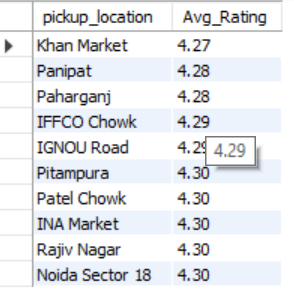 pickup_location Avg_Rating
Khan Market 4.27
Panipat 4.28
Paharganj 4.28
IFFCO Chowk 4.29
IGNOU Road 4.29 4.29
Pitampura 4.30
Patel Chowk 4.30
INA Market 4.30
Rajiv Nagar 4.30
Noida Sector 18 4.30